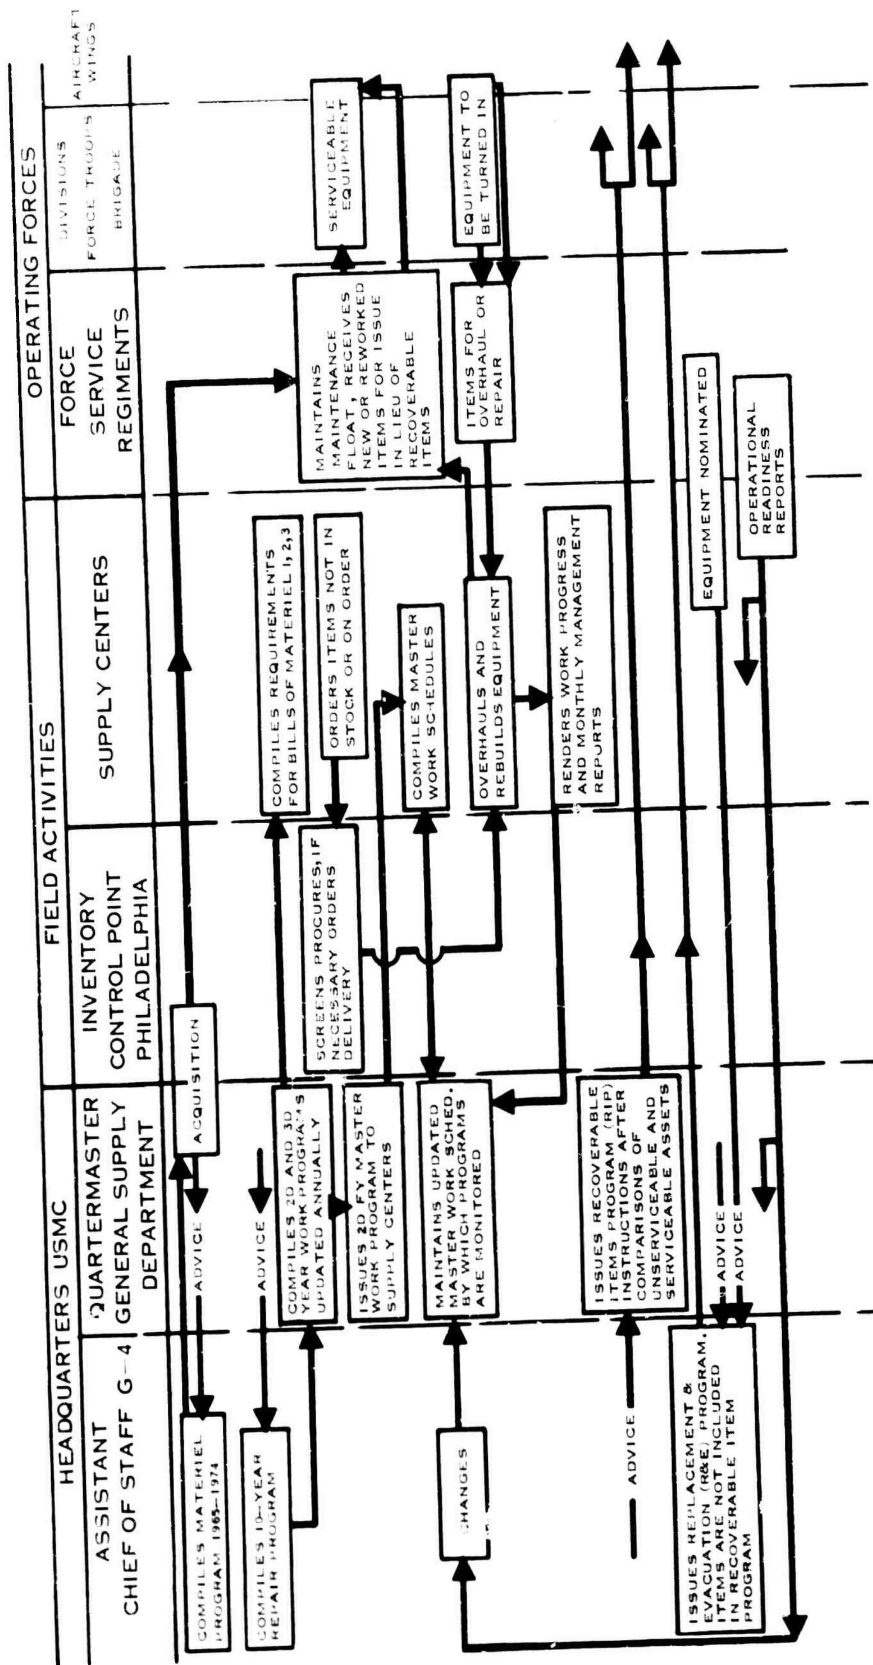 HEADQUARTERS USMC
FIELD ACTIVITIES
OPERATING FORCES
ASSISTANT
CHIEF OF STAFF G-4
QUARTERMASTER
GENERAL SUPPLY
DEPARTMENT
INVENTORY
CONTROL POINT
PHILADELPHIA
SUPPLY CENTERS
FORCE
SERVICE
REGIMENTS
DIVISIONS
FORCE TROOPS
BRIGADE
AIRCRAFT
WINGS
COMPILES MATERIEL
PROGRAM 1965-1974
ADVICE
ACQUISITION
COMPILES 10-YEAR
REPAIR PROGRAM
ADVICE
COMPILES 2D AND 3D
YEAR WORK PROGRAMS
UPDATED ANNUALLY
COMPILES REQUIREMENTS
FOR BILLS OF MATERIEL 1,2,3
ORDERS ITEMS NOT IN
STOCK OR ON ORDER
SCREENS PROCURES, IF
NECESSARY ORDERS
DELIVERY
MAINTAINS
MAINTENANCE
FLOAT, RECEIVES
NEW OR REWORKED
ITEMS FOR ISSUE
IN LIEU OF
RECOVERABLE
ITEMS
SERVICEABLE
EQUIPMENT
ISSUES 2D FY MASTER
WORK PROGRAM TO
SUPPLY CENTERS
COMPILES MASTER
WORK SCHEDULES
CHANGES
MAINTAINS UPDATED
MASTER WORK SCHED.
BY WHICH PROGRAMS
ARE MONITORED
OVERHAULS AND
REBUILDS EQUIPMENT
ITEMS FOR
OVERHAUL OR
REPAIR
EQUIPMENT TO
BE TURNED IN
RENDERS WORK PROGRESS
AND MONTHLY MANAGEMENT
REPORTS
ADVICE
ISSUES RECOVERABLE
ITEMS PROGRAM (RIP)
INSTRUCTIONS AFTER
COMPARISONS OF
UNSERVICEABLE AND
SERVICEABLE ASSETS
ISSUES REPLACEMENT &
EVACUATION (R&E) PROGRAM.
ITEMS ARE NOT INCLUDED
IN RECOVERABLE ITEM
PROGRAM
ADVICE
ADVICE
EQUIPMENT NOMINATED
OPERATIONAL
READINESS
REPORTS